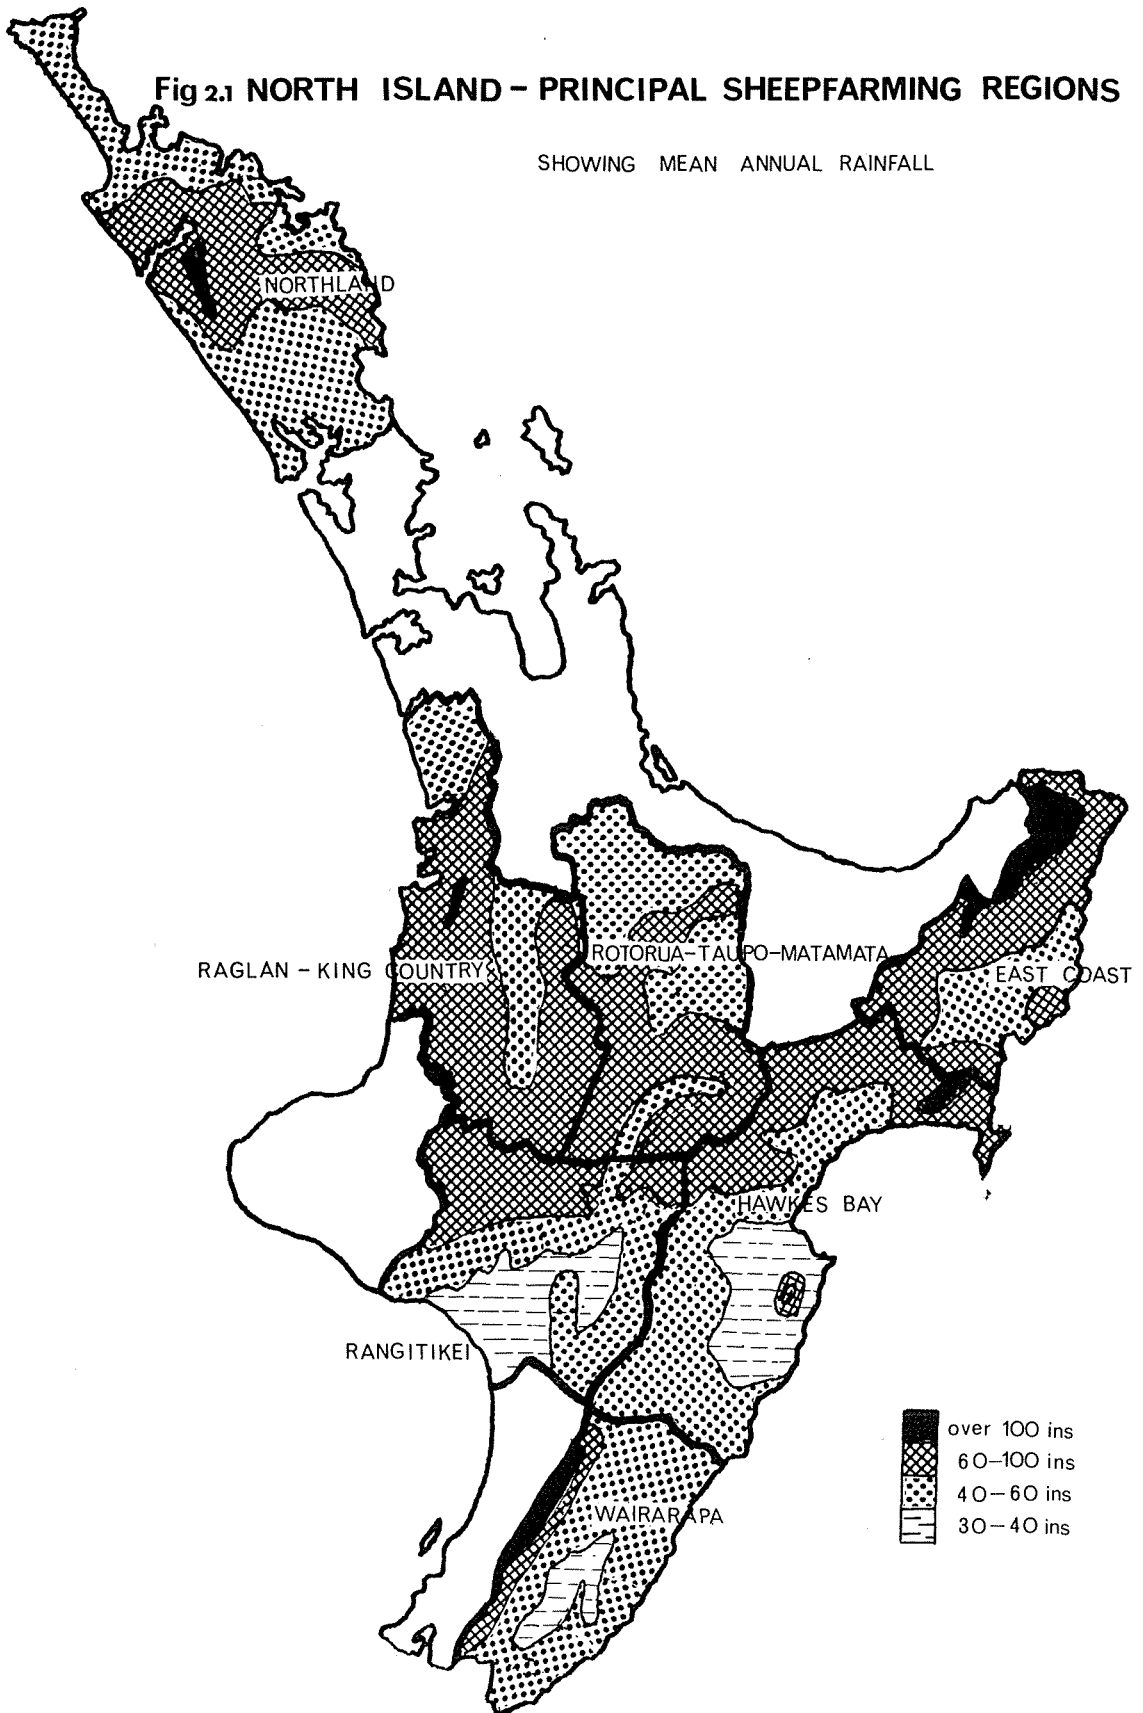 Fig 2.1 NORTH ISLAND – PRINCIPAL SHEEPFARMING REGIONS
SHOWING MEAN ANNUAL RAINFALL
NORTHLAND
ROTORUA–TAUPO–MATAMATA
RAGLAN – KING COUNTRY
EAST COAST
HAWKES BAY
RANGITIKEI
over 100 ins
60–100 ins
40–60 ins
30–40 ins
WAIRARAPA